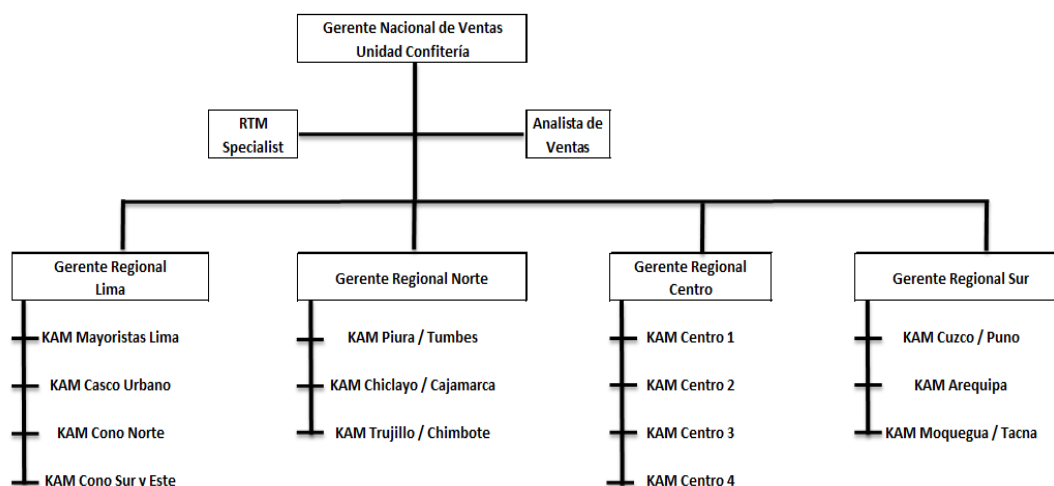 Gerente Nacional de Ventas
Unidad Confitería
RTM
Specialist
Analista de
Ventas
Gerente Regional
Lima
KAM Mayoristas Lima
KAM Casco Urbano
KAM Cono Norte
KAM Cono Sur y Este
Gerente Regional Norte
KAM Piura / Tumbes
KAM Chiclayo / Cajamarca
KAM Trujillo / Chimbote
Gerente Regional
Centro
KAM Centro 1
KAM Centro 2
KAM Centro 3
KAM Centro 4
Gerente Regional Sur
KAM Cuzco / Puno
KAM Arequipa
KAM Moquegua / Tacna